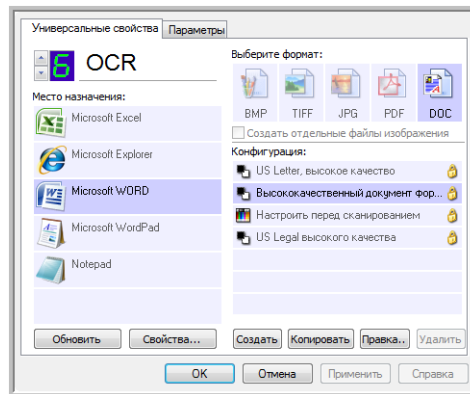 Универсальные свойства Параметры
6 OCR
Выберите формат:
BMP TIFF JPG PDF DOC
Создать отдельные файлы изображения
Место назначения:
Microsoft Excel
Microsoft Explorer
Microsoft WORD
Microsoft WordPad
Notepad
Конфигурация:
US Letter, высокое качество
Высококачественный документ фор...
Настроить перед сканированием
US Legal высокого качества
Обновить Свойства... Создать Копировать Правка.. Удалить
OK Отмена Применить Справка